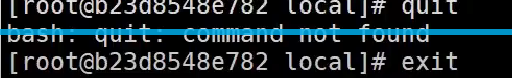 [root@b23d8548e782 local]# quit
bash: quit: command not found
[root@b23d8548e782 local]# exit